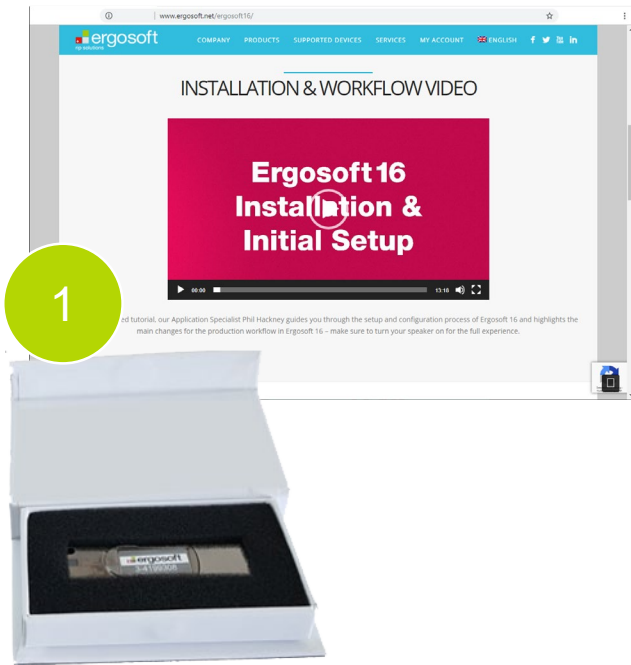 www.ergosoft.net/ergosoft16/
ergosoft
rip solutions
COMPANY PRODUCTS SUPPORTED DEVICES SERVICES MY ACCOUNT ENGLISH
INSTALLATION & WORKFLOW VIDEO
Ergosoft 16
Installation &
Initial Setup
00:00 13:18
1
ed tutorial, our Application Specialist Phil Hackney guides you through the setup and configuration process of Ergosoft 16 and highlights the
main changes for the production workflow in Ergosoft 16 – make sure to turn your speaker on for the full experience.
ergosoft
3-4199308